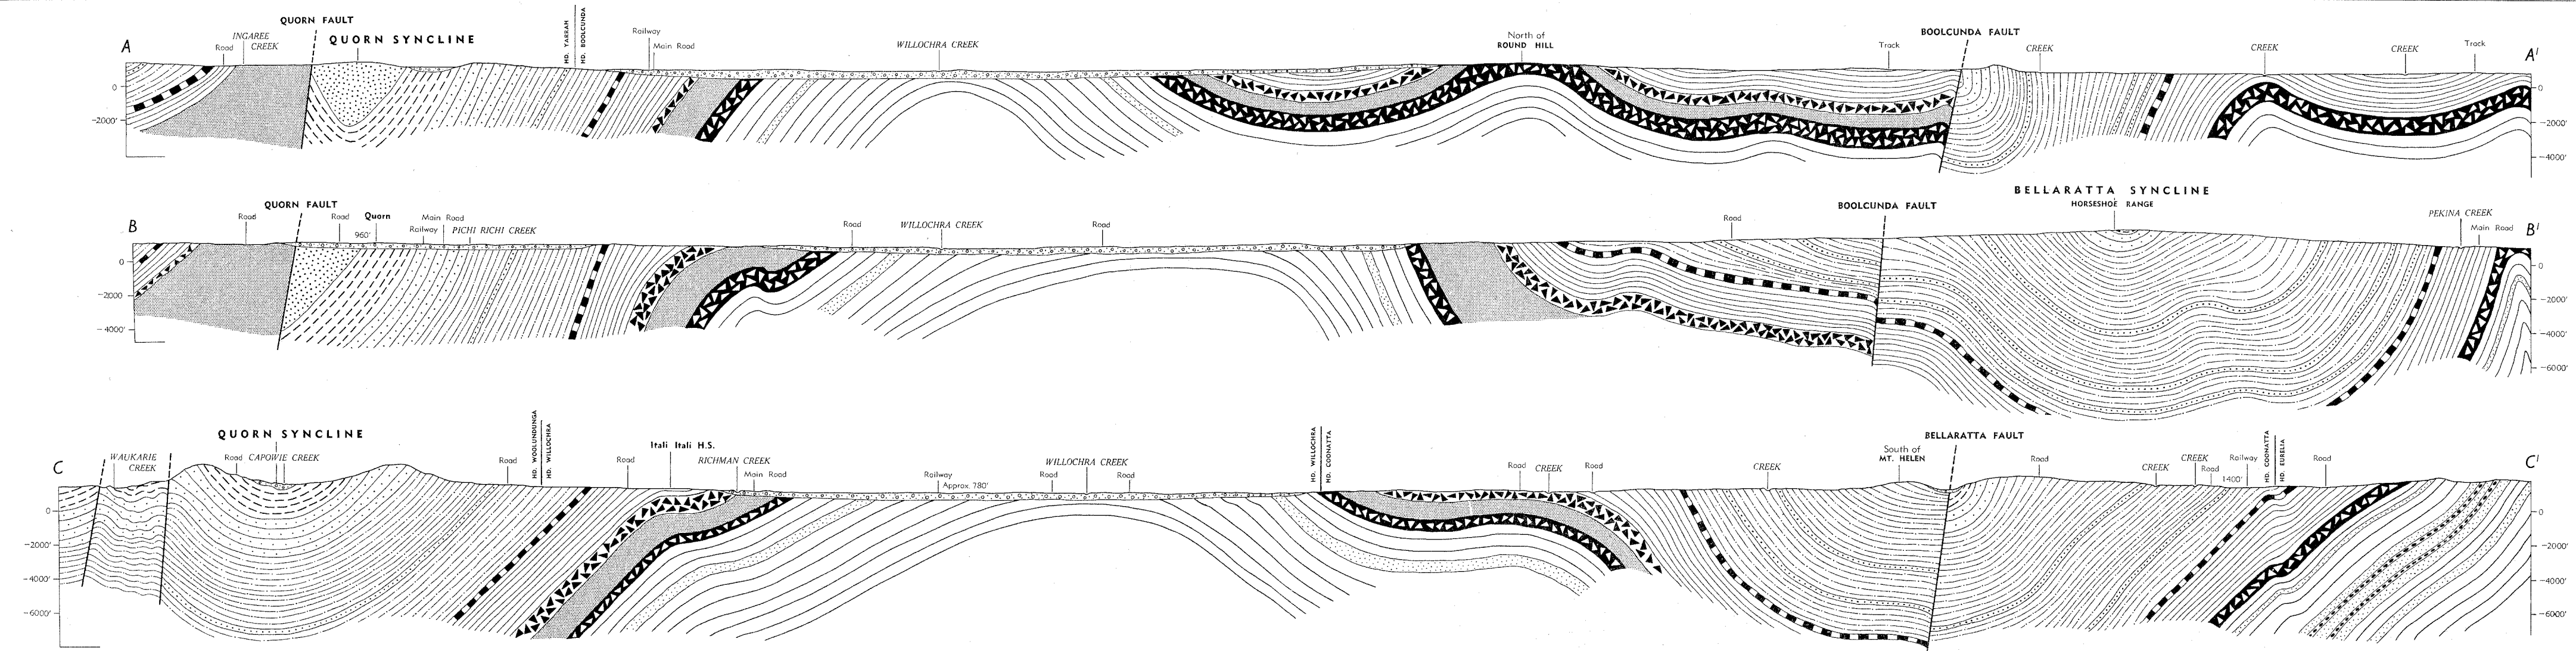 QUORN FAULT
QUORN SYNCLINE
BOOLCUNDA FAULT
A
INGAREE
Road CREEK
HD. YARRAH
HD. BOOLCUNDA
Railway
Main Road
WILLOCHRA CREEK
North of
ROUND HILL
Track
CREEK
CREEK
CREEK
Track
A'
0
-2000'
0
-2000'
-4000'
BELLARATTA SYNCLINE
HORSESHOE RANGE
QUORN FAULT
BOOLCUNDA FAULT
B
Road
Road
Quorn
960'
Main Road
Railway
PICHI RICHI CREEK
Road
WILLOCHRA CREEK
Road
Road
PEKINA CREEK
Main Road
B'
0
-2000
-4000'
0
-2000'
-4000'
-6000'
QUORN SYNCLINE
BELLARATTA FAULT
C
WAUKARIE
CREEK
Road CAPOWIE CREEK
Road
HD. WOOLUNDUNGA
HD. WILLOCHRA
Road
Itali Itali H.S.
RICHMAN CREEK
Main Road
Railway
Approx. 780'
WILLOCHRA CREEK
Road
Road
HD. WILLOCHRA
HD. COONATTA
Road
CREEK
Road
CREEK
South of
MT. HELEN
Road
CREEK
CREEK
Road
Railway
1400'
HD. COONATTA
HD. EURELIA
Road
C'
0
-2000'
-4000'
-6000'
0
-2000'
-4000'
-6000'